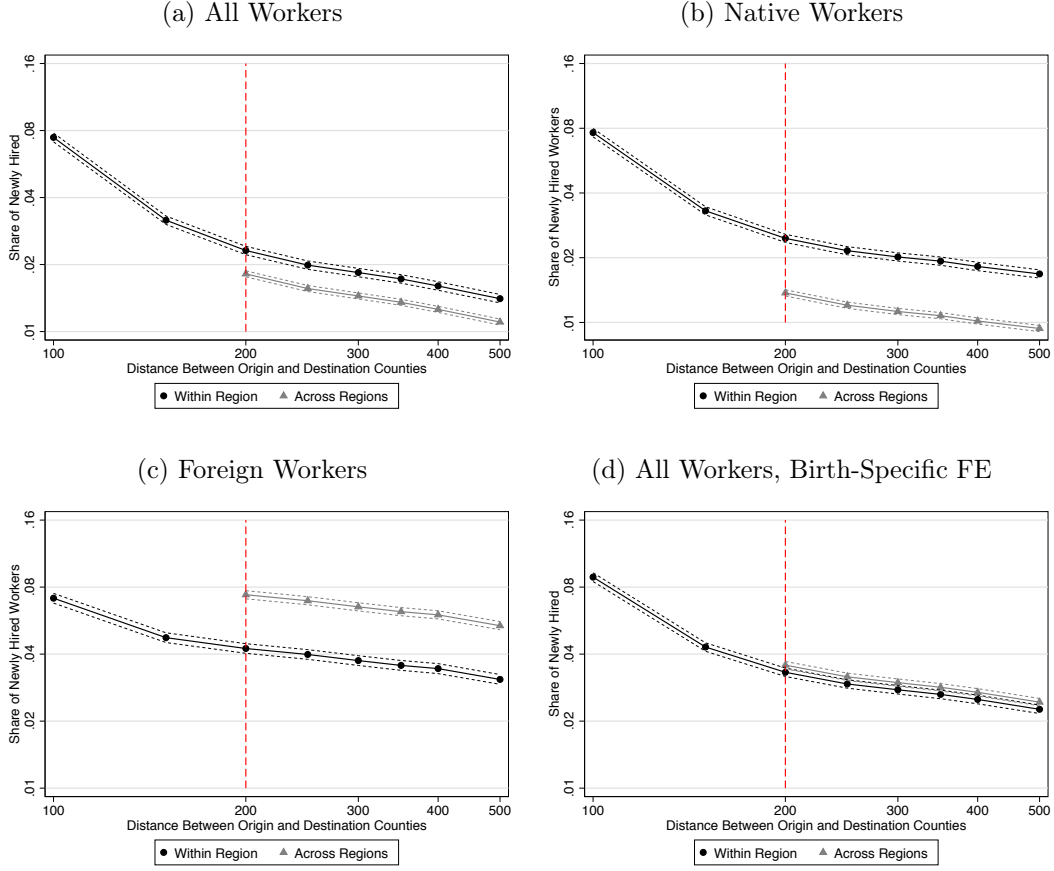 (a) All Workers
Share of Newly Hired
.16
.08
.04
.02
.01
100 200 300 400 500
Distance Between Origin and Destination Counties
Within Region Across Regions
(b) Native Workers
Share of Newly Hired Workers
.16
.08
.04
.02
.01
100 200 300 400 500
Distance Between Origin and Destination Counties
Within Region Across Regions
(c) Foreign Workers
Share of Newly Hired Workers
.16
.08
.04
.02
.01
100 200 300 400 500
Distance Between Origin and Destination Counties
Within Region Across Regions
(d) All Workers, Birth-Specific FE
Share of Newly Hired
.16
.08
.04
.02
.01
100 200 300 400 500
Distance Between Origin and Destination Counties
Within Region Across Regions